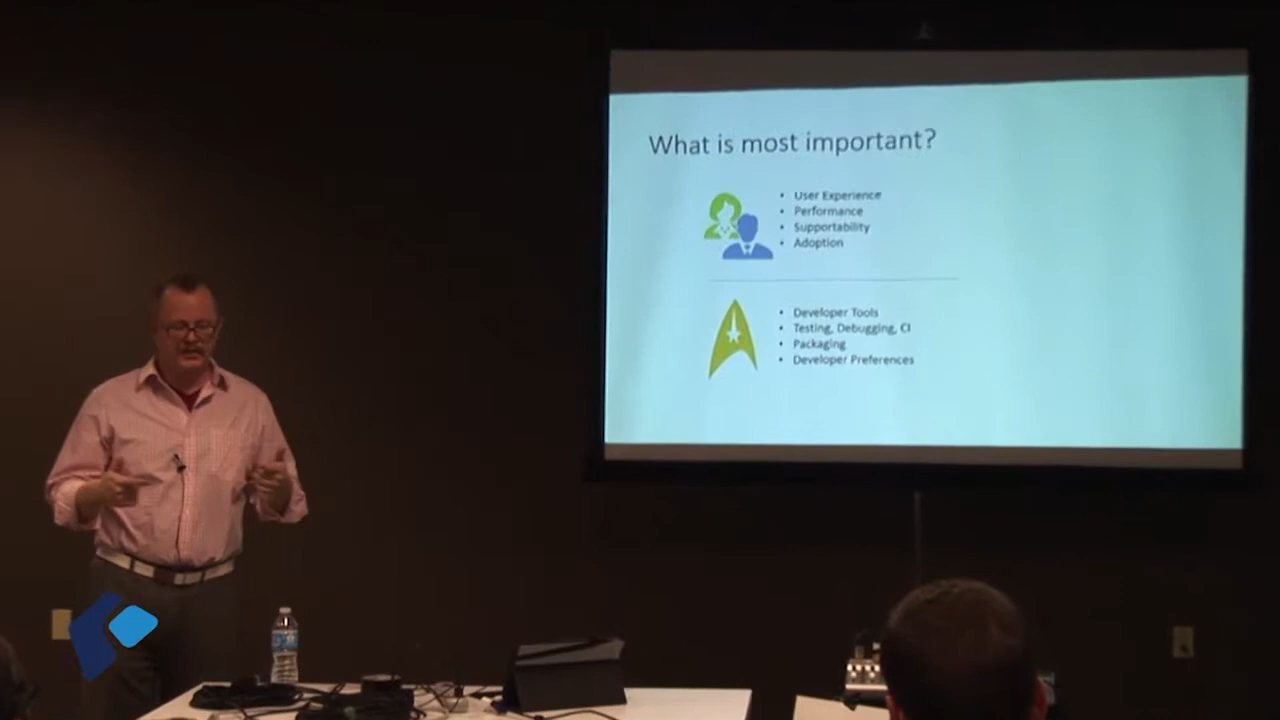 What is most important?
• User Experience
• Performance
• Supportability
• Adoption
• Developer Tools
• Testing, Debugging, CI
• Packaging
• Developer Preferences